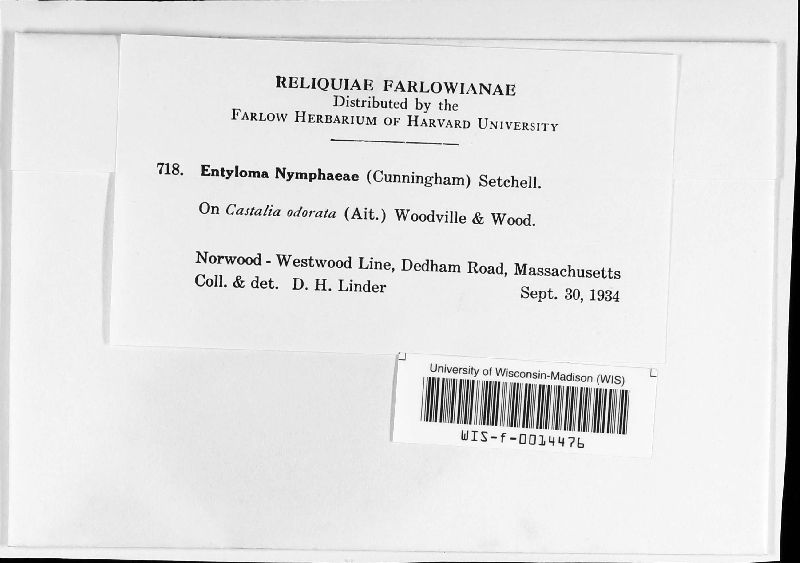 RELIQUIAE FARLOWIANAE
Distributed by the
FARLOW HERBARIUM OF HARVARD UNIVERSITY
718. Entyloma Nymphaeae (Cunningham) Setchell.
On Castalia odorata (Ait.) Woodville & Wood.
Norwood - Westwood Line, Dedham Road, Massachusetts
Coll. & det. D. H. Linder Sept. 30, 1934
University of Wisconsin-Madison (WIS)
WIS-f-0014476